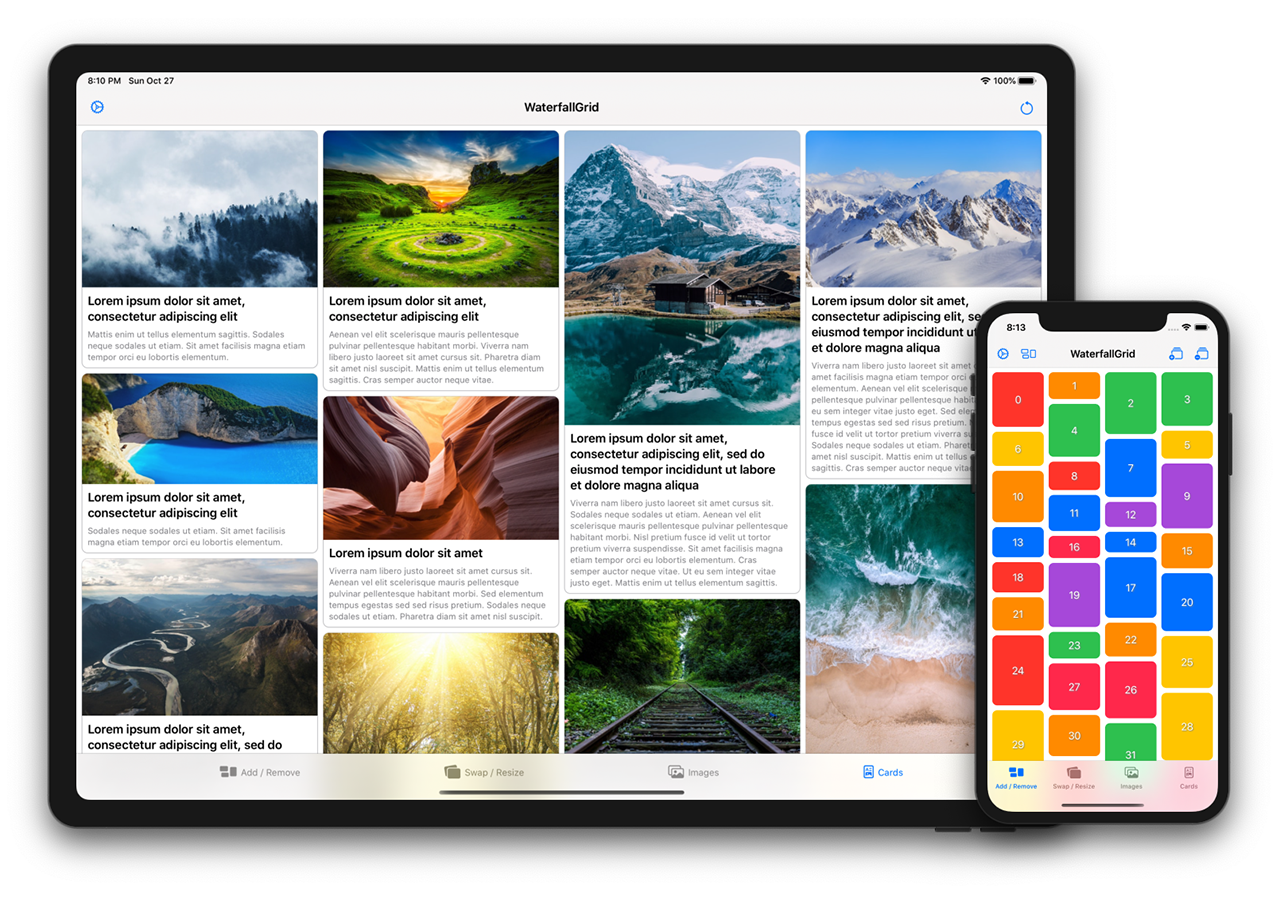 8:10 PM Sun Oct 27
100%
WaterfallGrid
Lorem ipsum dolor sit amet,
consectetur adipiscing elit
Mattis enim ut tellus elementum sagittis. Sodales
neque sodales ut etiam. Sit amet facilisis magna etiam
tempor orci eu lobortis elementum.
Lorem ipsum dolor sit amet,
consectetur adipiscing elit
Sodales neque sodales ut etiam. Sit amet facilisis
magna etiam tempor orci eu lobortis elementum.
Lorem ipsum dolor sit amet,
consectetur adipiscing elit, sed do
Lorem ipsum dolor sit amet,
consectetur adipiscing elit
Aenean vel elit scelerisque mauris pellentesque
pulvinar pellentesque habitant morbi. Viverra nam
libero justo laoreet sit amet cursus sit. Pharetra diam
sit amet nisl suscipit. Mattis enim ut tellus elementum
sagittis. Cras semper auctor neque vitae.
Lorem ipsum dolor sit amet
Viverra nam libero justo laoreet sit amet cursus sit.
Aenean vel elit scelerisque mauris pellentesque
pulvinar pellentesque habitant morbi. Sed elementum
tempus egestas sed sed risus pretium. Sodales neque
sodales ut etiam. Pharetra diam sit amet nisl suscipit.
Lorem ipsum dolor sit amet,
consectetur adipiscing elit, sed do
eiusmod tempor incididunt ut labore
et dolore magna aliqua
Viverra nam libero justo laoreet sit amet cursus sit.
Sodales neque sodales ut etiam. Aenean vel elit
scelerisque mauris pellentesque pulvinar pellentesque
habitant morbi. Nisl pretium fusce id velit ut tortor
pretium viverra suspendisse. Sit amet facilisis magna
etiam tempor orci eu lobortis elementum. Cras
semper auctor neque vitae. Ut eu sem integer vitae
justo eget. Mattis enim ut tellus elementum sagittis.
Lorem ipsum dolor sit amet,
consectetur adipiscing elit, se
eiusmod tempor incididunt ut
et dolore magna aliqua
Viverra nam libero justo laoreet sit
amet facilisis magna etiam tempor orci
elementum. Aenean vel elit
pellentesque pulvinar pellentesque
eu sem integer vitae justo eget. Sed
tempus egestas sed sed risus pretium.
fusce id velit ut tortor pretium viverra
amet nisl suscipit. Mattis enim ut tellus
sagittis. Cras semper auctor neque
Add / Remove
Swap / Resize
Images
Cards
8:13
WaterfallGrid
0
1
2
3
4
5
6
7
8
9
10
11
12
13
14
15
16
17
18
19
20
21
22
23
24
25
26
27
28
29
30
31
Add / Remove
Swap / Resize
Images
Cards